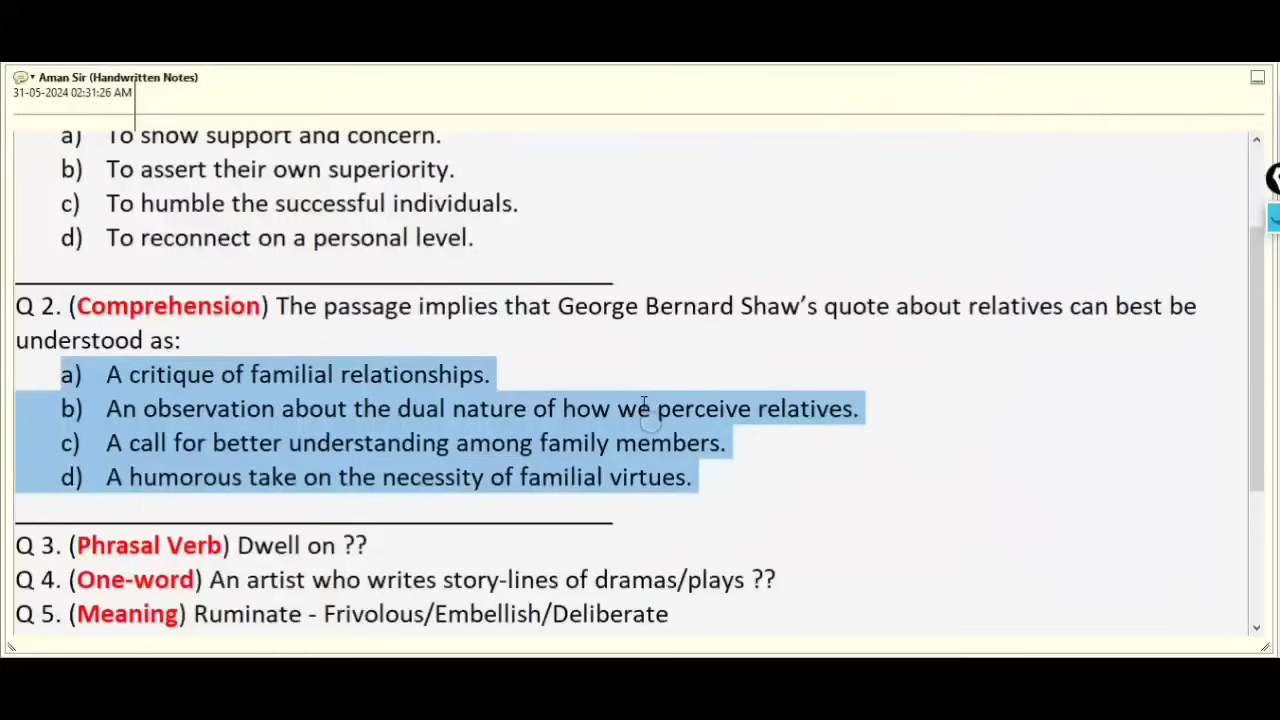 Aman Sir (Handwritten Notes)
31-05-2024 02:31:26 AM
a) To show support and concern.
b) To assert their own superiority.
c) To humble the successful individuals.
d) To reconnect on a personal level.
Q 2. (Comprehension) The passage implies that George Bernard Shaw’s quote about relatives can best be
understood as:
a) A critique of familial relationships.
b) An observation about the dual nature of how we perceive relatives.
c) A call for better understanding among family members.
d) A humorous take on the necessity of familial virtues.
Q 3. (Phrasal Verb) Dwell on ??
Q 4. (One-word) An artist who writes story-lines of dramas/plays ??
Q 5. (Meaning) Ruminate - Frivolous/Embellish/Deliberate